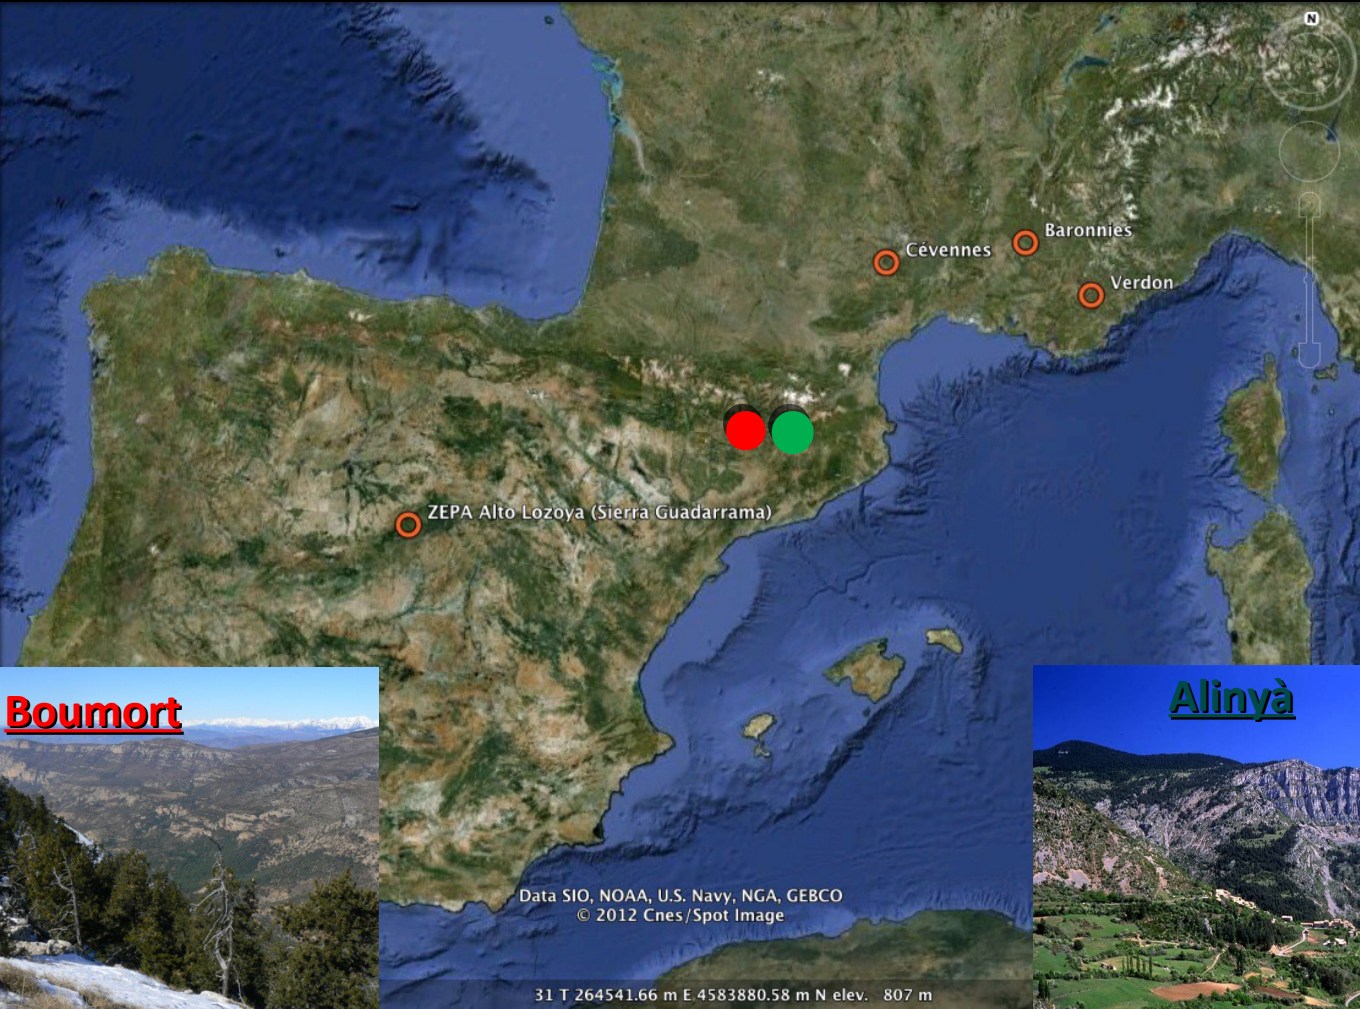 N
Baronnies
Cévennes
Verdon
ZEPA Alto Lozoya (Sierra Guadarrama)
Boumort
Alinyà
Data SIO, NOAA, U.S. Navy, NGA, GEBCO
© 2012 Cnes/Spot Image
31 T 264541.66 m E 4583880.58 m N elev. 807 m